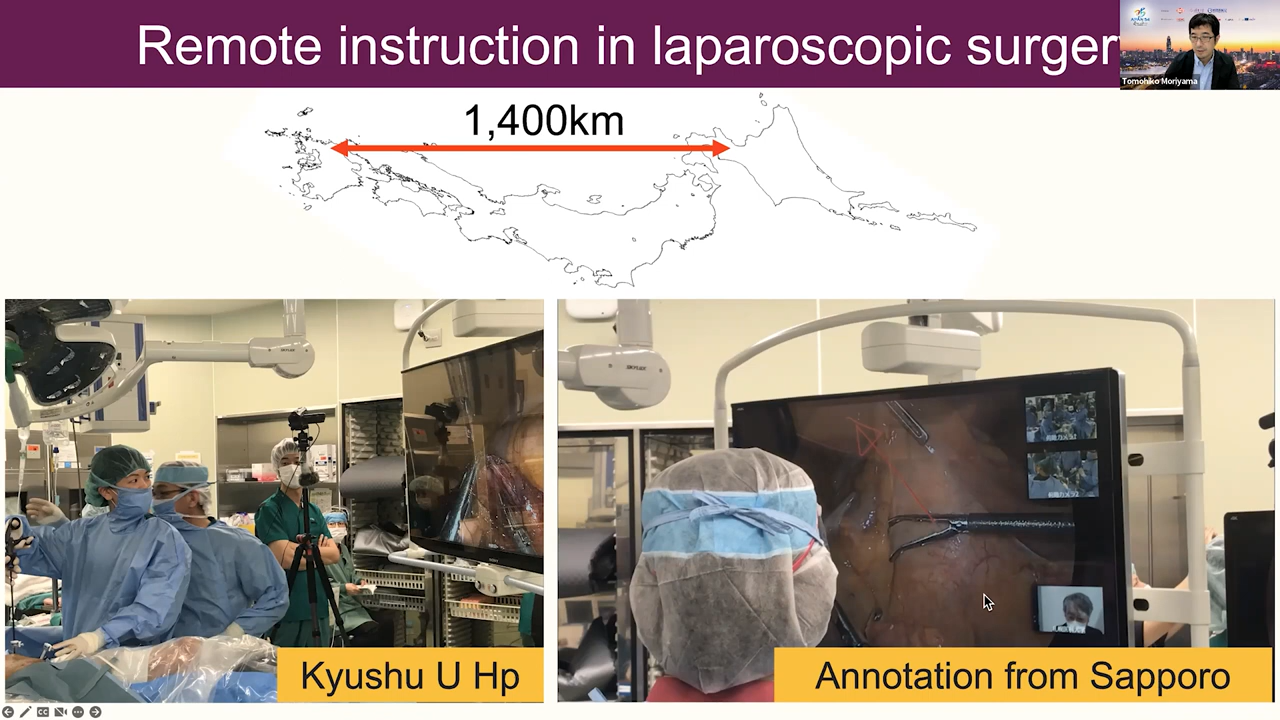 Remote instruction in laparoscopic surger
Tomohiko Moriyama
1,400km
Kyushu U Hp
Annotation from Sapporo